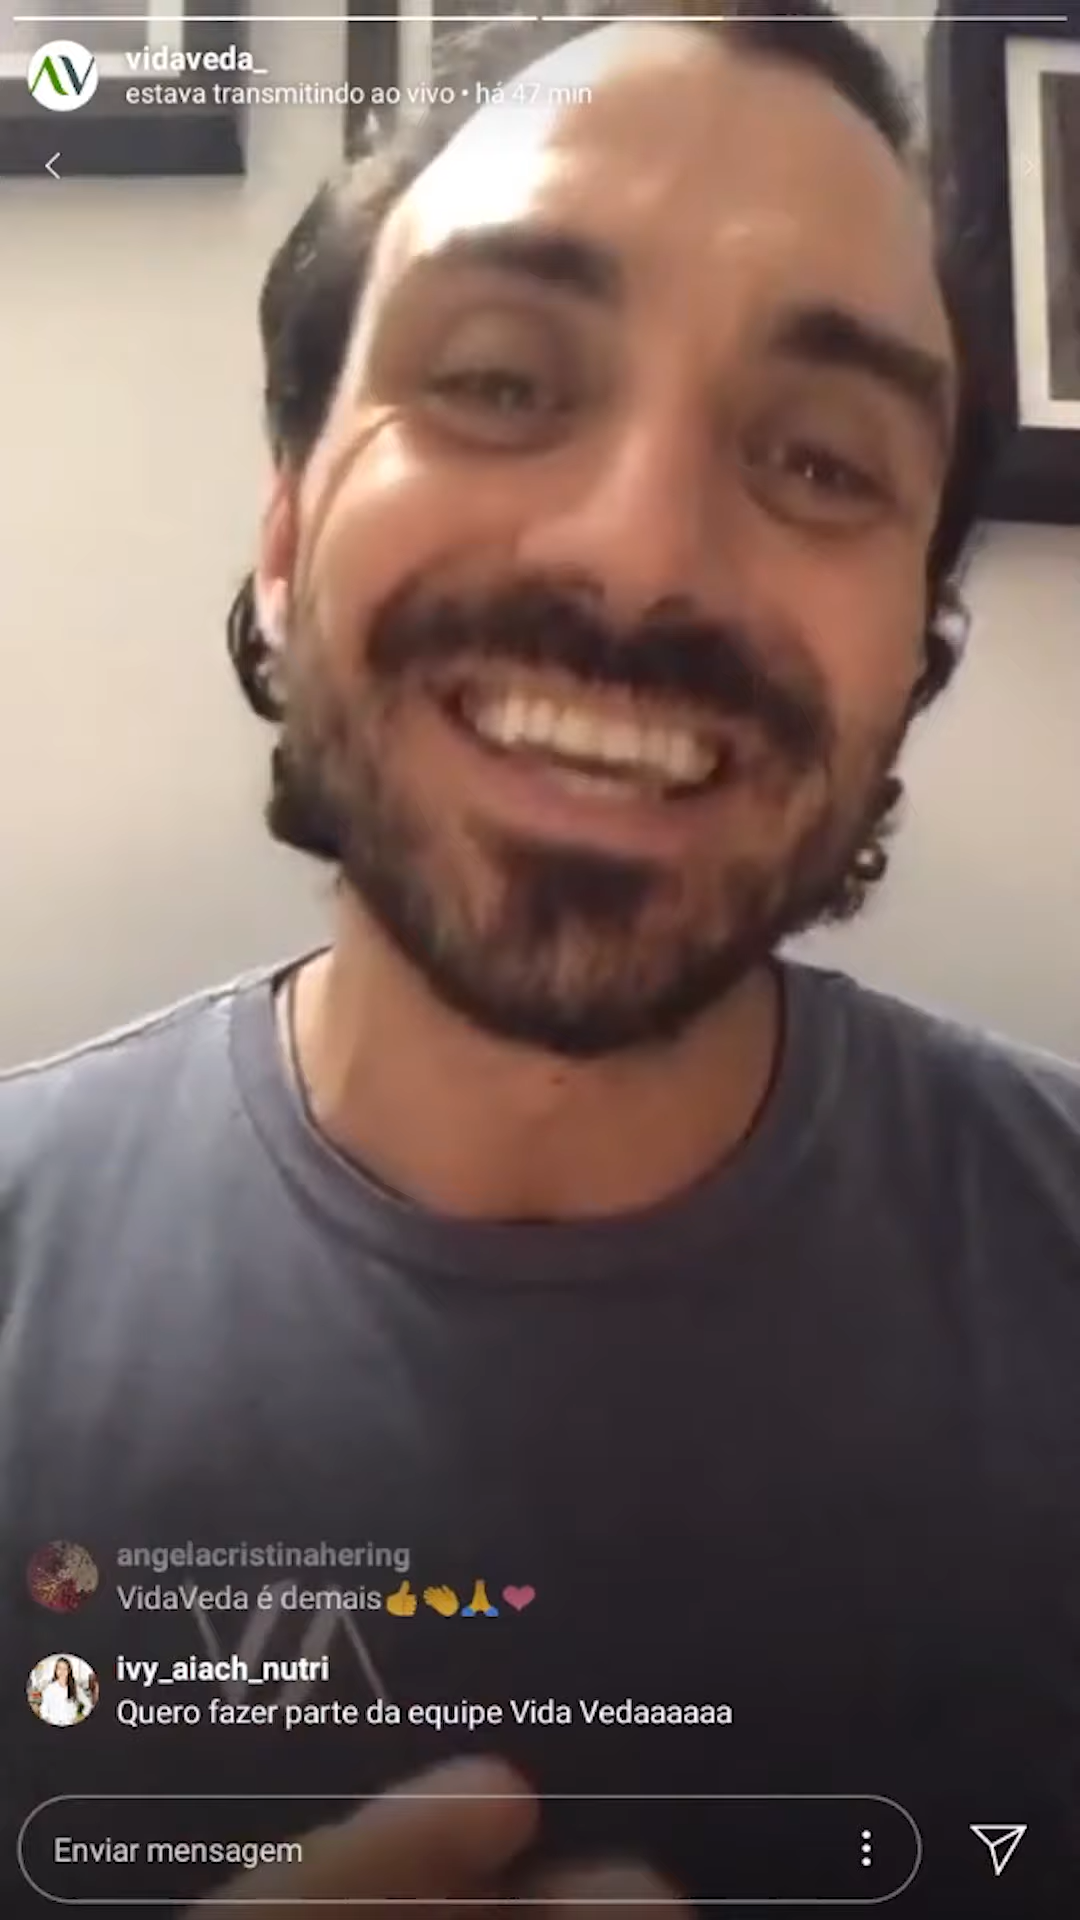 vidaveda_
estava transmitindo ao vivo • há 47 min
angelacristinahering
VidaVeda é demais👍👏🙏❤
ivy_aiach_nutri
Quero fazer parte da equipe Vida Vedaaaaaa
Enviar mensagem